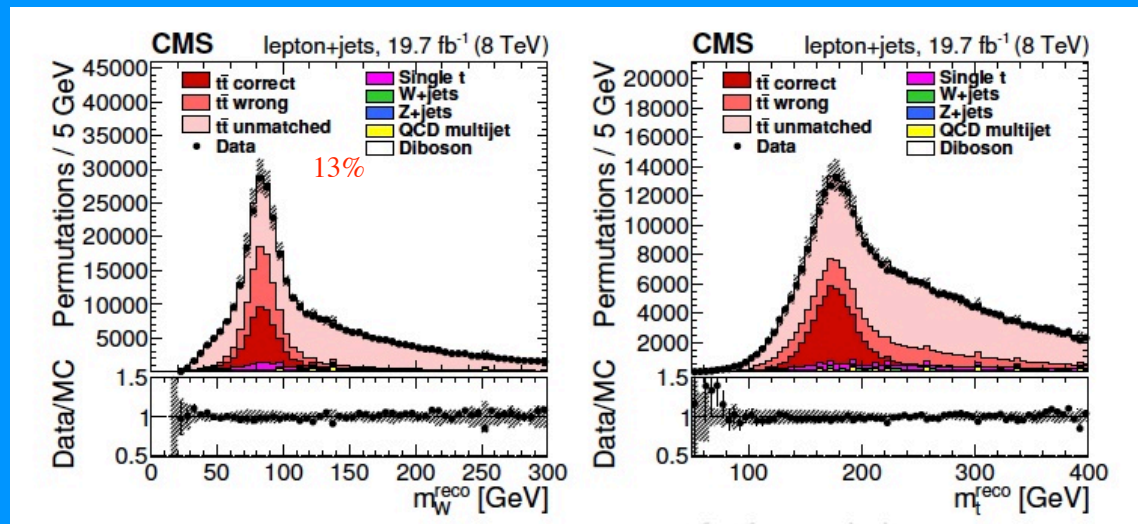 CMS lepton+jets, 19.7 fb⁻¹ (8 TeV)
Permutations / 5 GeV
45000
40000
35000
30000
25000
20000
15000
10000
5000
tt̄ correct
tt̄ wrong
tt̄ unmatched
Data
Single t
W+jets
Z+jets
QCD multijet
Diboson
13%
Data/MC
1.5
1
0.5
0 100 200 300
m_W^reco [GeV]
CMS lepton+jets, 19.7 fb⁻¹ (8 TeV)
Permutations / 5 GeV
20000
18000
16000
14000
12000
10000
8000
6000
4000
2000
tt̄ correct
tt̄ wrong
tt̄ unmatched
Data
Single t
W+jets
Z+jets
QCD multijet
Diboson
Data/MC
1.5
1
0.5
100 200 300 400
m_t^reco [GeV]